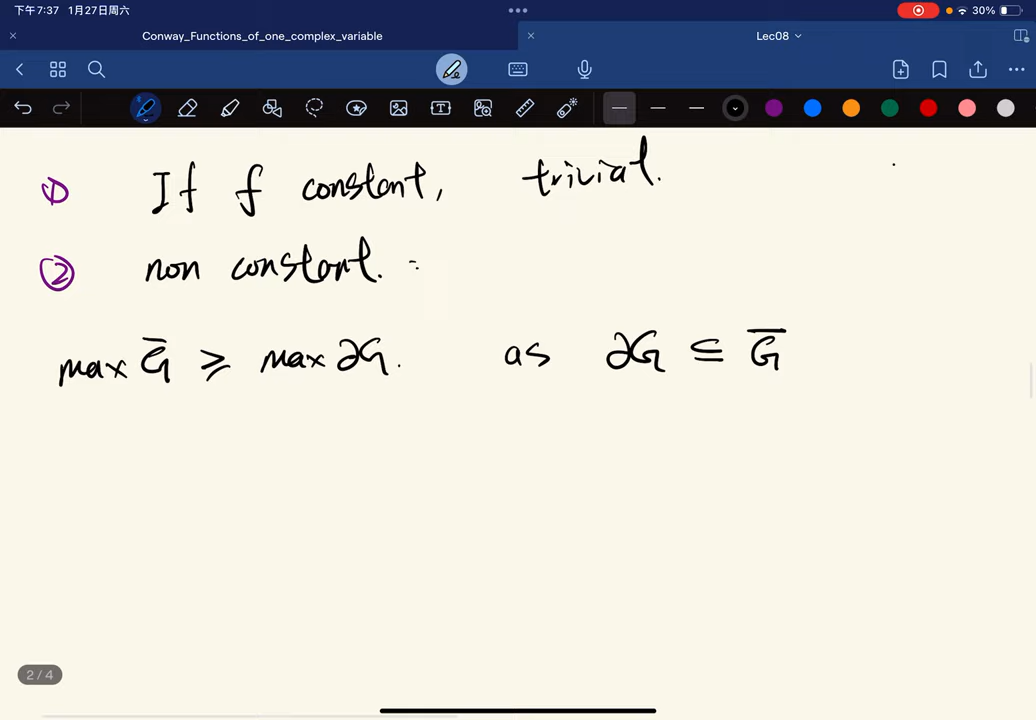 下午7:37 1月27日周六
30%
Conway_Functions_of_one_complex_variable
Lec08
① If f constant, trivial.
② non constant.
max G̅ ⩾ max ∂G. as ∂G ⊆ G̅
2 / 4